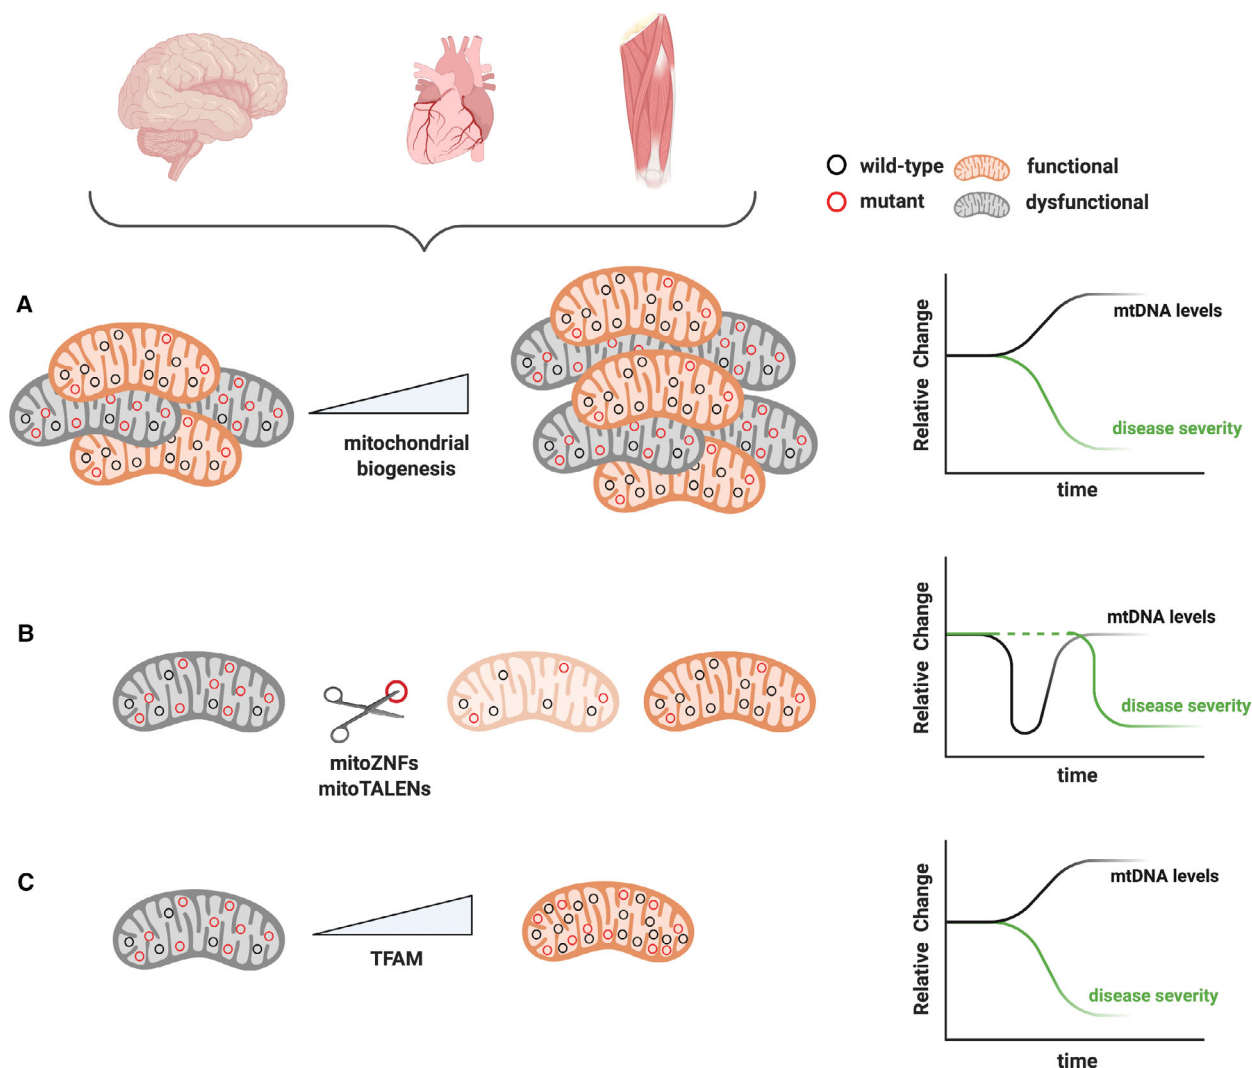 wild-type
functional
mutant
dysfunctional
A
mitochondrial
biogenesis
Relative Change
mtDNA levels
disease severity
time
B
mitoZNFs
mitoTALENs
Relative Change
mtDNA levels
disease severity
time
C
TFAM
Relative Change
mtDNA levels
disease severity
time